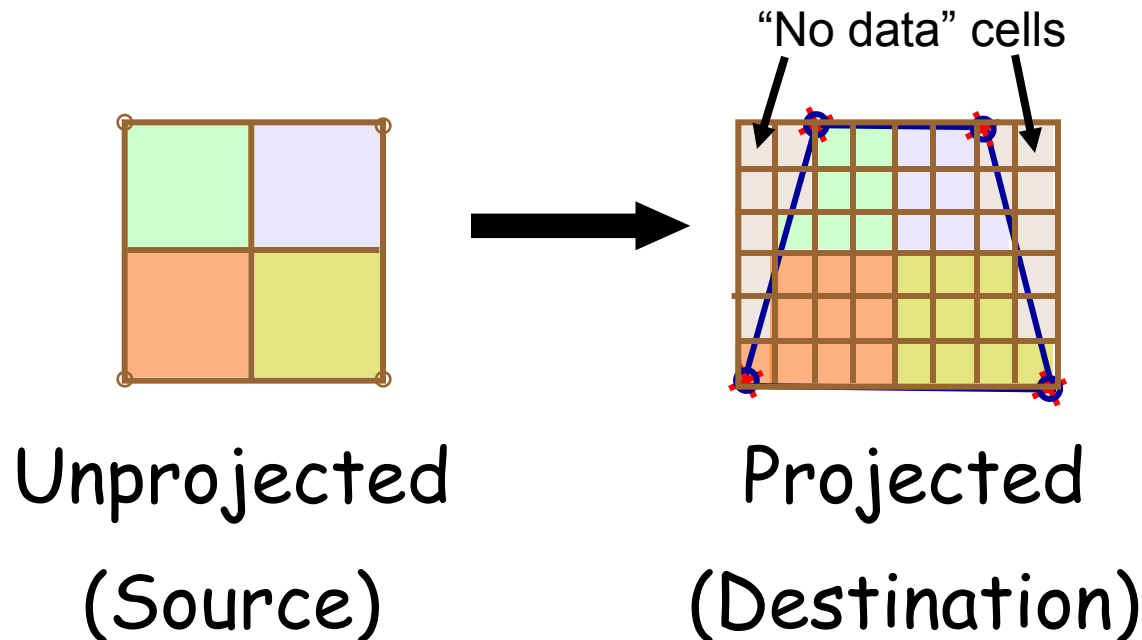 “No data” cells
Unprojected
(Source)
Projected
(Destination)